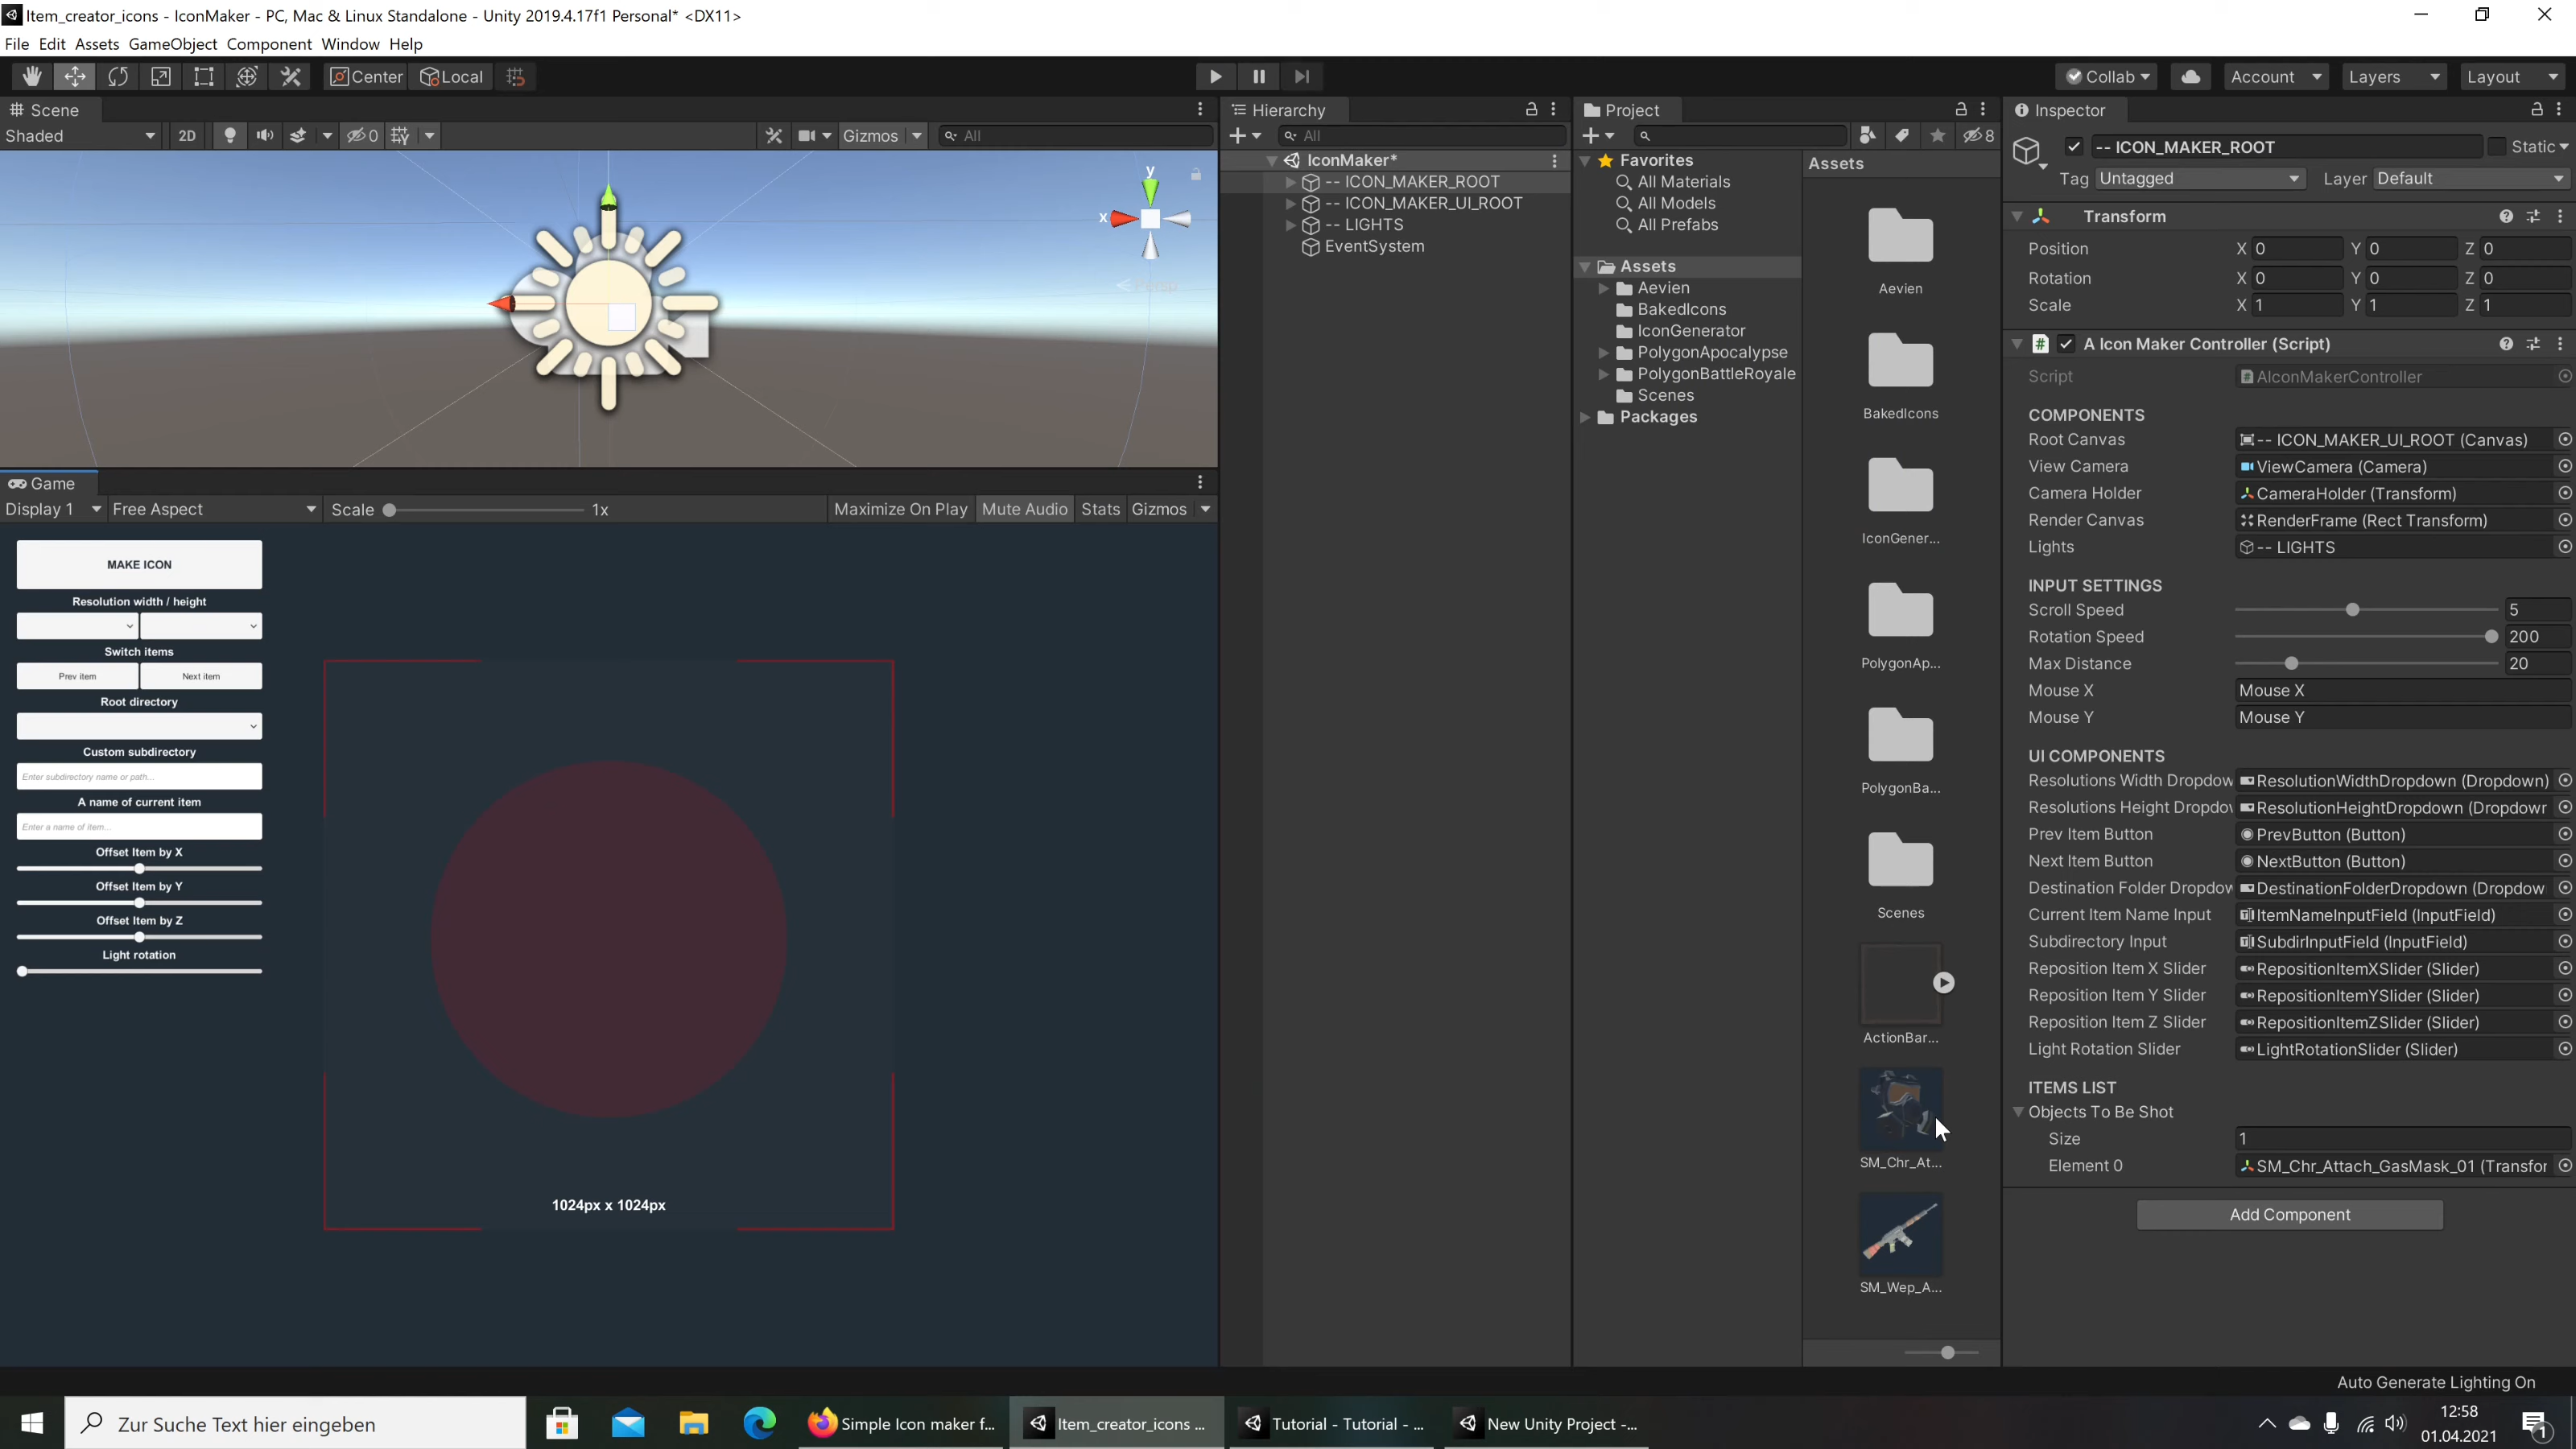 Item_creator_icons - IconMaker - PC, Mac & Linux Standalone - Unity 2019.4.17f1 Personal* <DX11>
File Edit Assets GameObject Component Window Help
Center Local
Collab Account Layers Layout
Scene
Shaded 2D 0 Gizmos All
y
x
Persp
Game
Display 1 Free Aspect Scale 1x Maximize On Play Mute Audio Stats Gizmos
MAKE ICON
Resolution width / height
Switch items
Prev item Next item
Root directory
Custom subdirectory
Enter subdirectory name or path...
A name of current item
Enter a name of item...
Offset Item by X
Offset Item by Y
Offset Item by Z
Light rotation
1024px x 1024px
Hierarchy
All
IconMaker*
-- ICON_MAKER_ROOT
-- ICON_MAKER_UI_ROOT
-- LIGHTS
EventSystem
Project
8
Favorites
All Materials
All Models
All Prefabs
Assets
Aevien
BakedIcons
IconGenerator
PolygonApocalypse
PolygonBattleRoyale
Scenes
Packages
Assets
Aevien
BakedIcons
IconGener...
PolygonAp...
PolygonBa...
Scenes
ActionBar...
SM_Chr_At...
SM_Wep_A...
Inspector
-- ICON_MAKER_ROOT Static
Tag Untagged Layer Default
Transform
Position X 0 Y 0 Z 0
Rotation X 0 Y 0 Z 0
Scale X 1 Y 1 Z 1
# A Icon Maker Controller (Script)
Script AIconMakerController
COMPONENTS
Root Canvas -- ICON_MAKER_UI_ROOT (Canvas)
View Camera ViewCamera (Camera)
Camera Holder CameraHolder (Transform)
Render Canvas RenderFrame (Rect Transform)
Lights -- LIGHTS
INPUT SETTINGS
Scroll Speed 5
Rotation Speed 200
Max Distance 20
Mouse X Mouse X
Mouse Y Mouse Y
UI COMPONENTS
Resolutions Width Dropdow ResolutionWidthDropdown (Dropdown)
Resolutions Height Dropdov ResolutionHeightDropdown (Dropdowr
Prev Item Button PrevButton (Button)
Next Item Button NextButton (Button)
Destination Folder Dropdov DestinationFolderDropdown (Dropdow
Current Item Name Input ItemNameInputField (InputField)
Subdirectory Input SubdirInputField (InputField)
Reposition Item X Slider RepositionItemXSlider (Slider)
Reposition Item Y Slider RepositionItemYSlider (Slider)
Reposition Item Z Slider RepositionItemZSlider (Slider)
Light Rotation Slider LightRotationSlider (Slider)
ITEMS LIST
Objects To Be Shot
Size 1
Element 0 SM_Chr_Attach_GasMask_01 (Transfor
Add Component
Auto Generate Lighting On
Zur Suche Text hier eingeben
Simple Icon maker f...
Item_creator_icons ...
Tutorial - Tutorial - ...
New Unity Project -...
12:58
01.04.2021
1